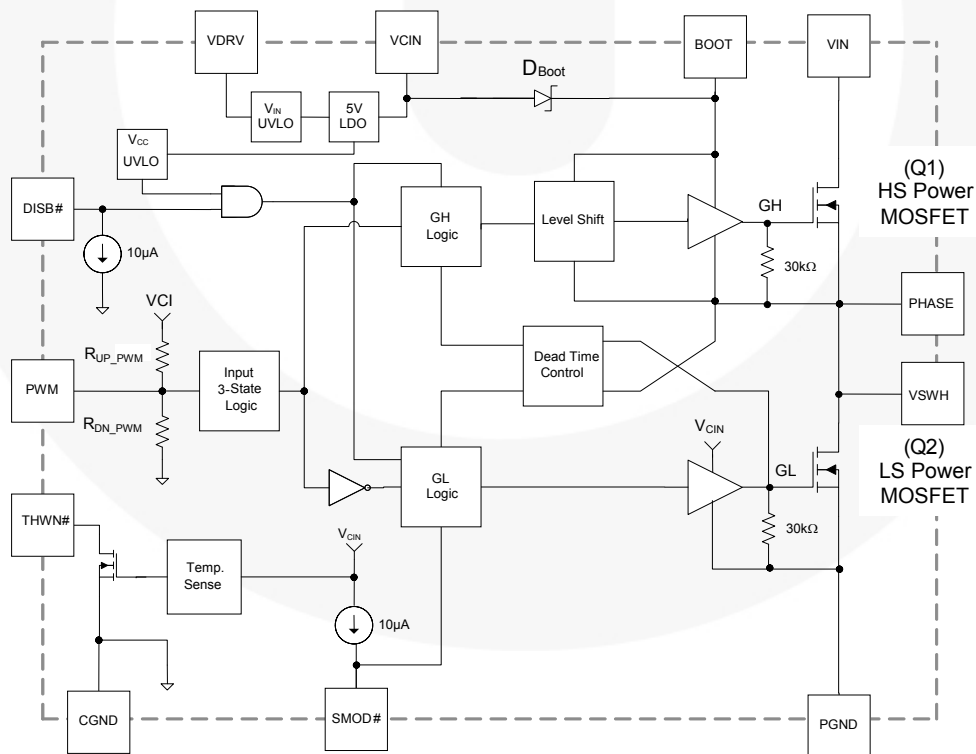 VDRV
VCIN
BOOT
VIN
DBoot
VIN
UVLO
5V
LDO
VCC
UVLO
(Q1)
HS Power
MOSFET
DISB#
GH
Logic
Level Shift
GH
10µA
30kΩ
VCI
PHASE
RUP_PWM
Dead Time
Control
PWM
Input
3-State
Logic
VSWH
RDN_PWM
VCIN
(Q2)
LS Power
MOSFET
GL
Logic
GL
THWN#
VCIN
30kΩ
Temp.
Sense
10µA
CGND
SMOD#
PGND